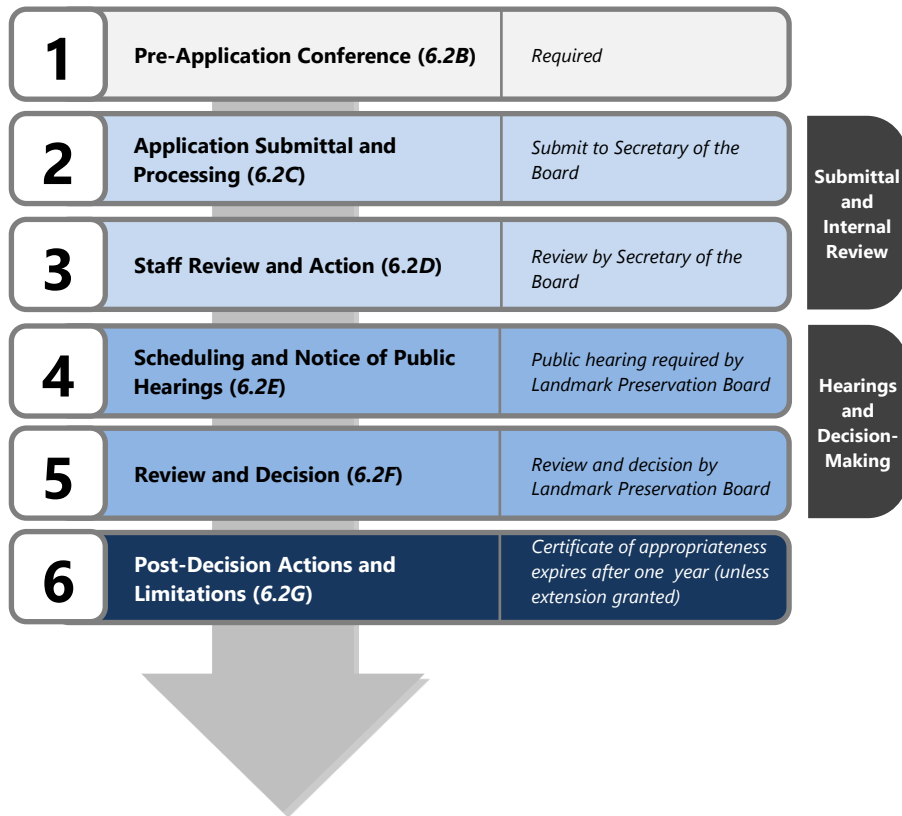 1
Pre-Application Conference (6.2B)
Required
2
Application Submittal and
Processing (6.2C)
Submit to Secretary of the
Board
3
Staff Review and Action (6.2D)
Review by Secretary of the
Board
Submittal
and
Internal
Review
4
Scheduling and Notice of Public
Hearings (6.2E)
Public hearing required by
Landmark Preservation Board
5
Review and Decision (6.2F)
Review and decision by
Landmark Preservation Board
Hearings
and
Decision-
Making
6
Post-Decision Actions and
Limitations (6.2G)
Certificate of appropriateness
expires after one year (unless
extension granted)